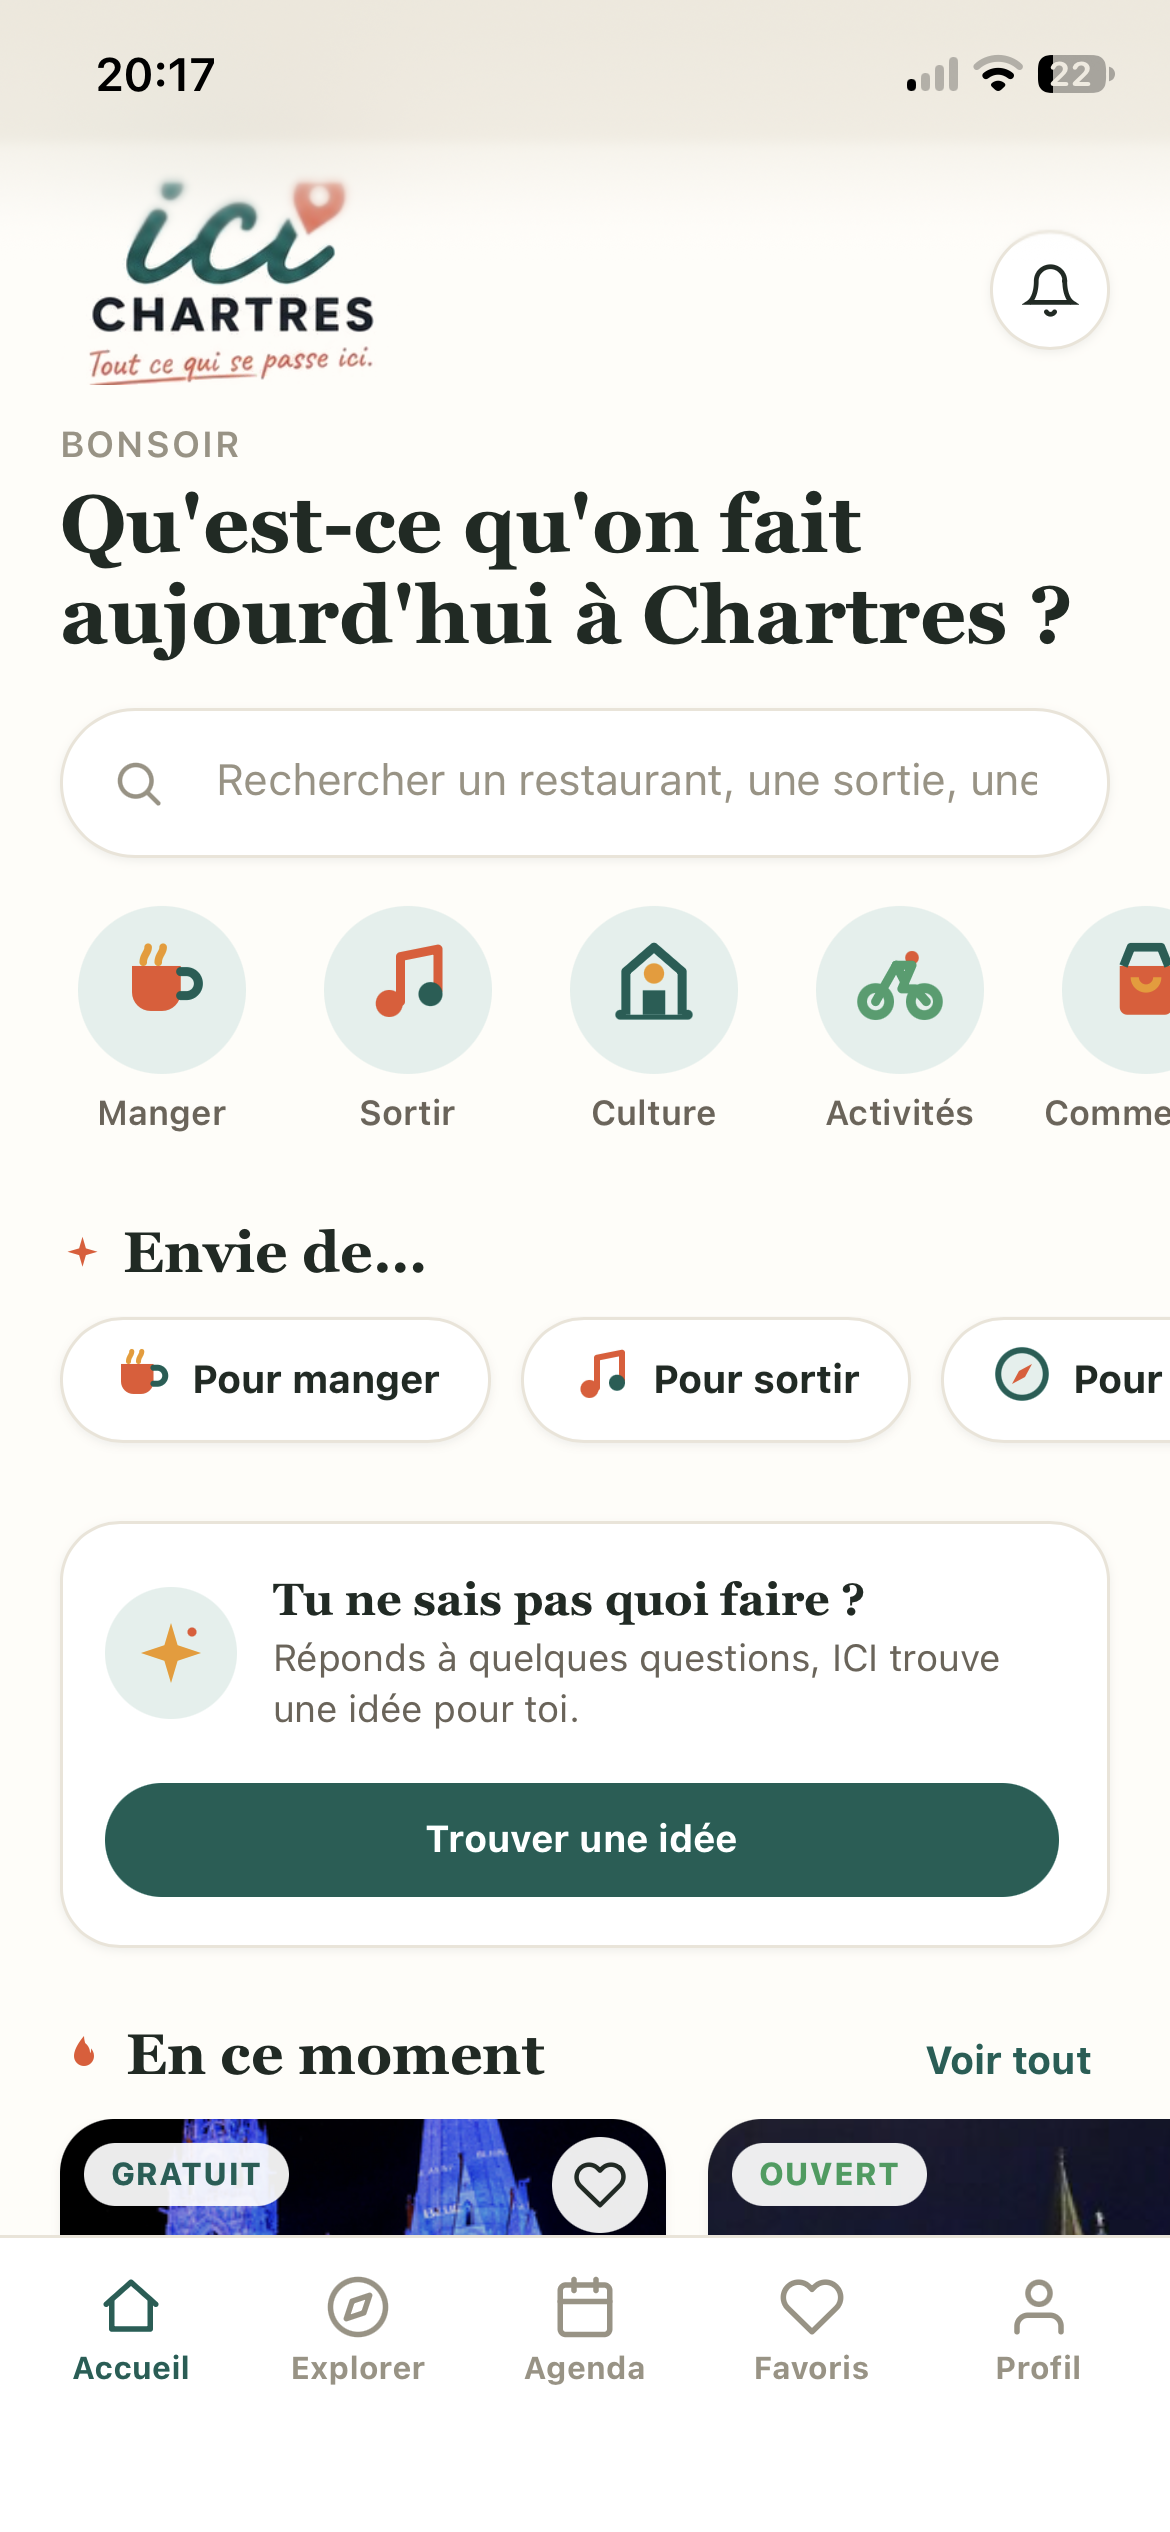 20:17
22
ici
CHARTRES
Tout ce qui se passe ici.
BONSOIR
Qu'est-ce qu'on fait
aujourd'hui à Chartres ?
Rechercher un restaurant, une sortie, une
Manger
Sortir
Culture
Activités
Comme
Envie de...
Pour manger
Pour sortir
Pour
Tu ne sais pas quoi faire ?
Réponds à quelques questions, ICI trouve
une idée pour toi.
Trouver une idée
En ce moment
Voir tout
GRATUIT
OUVERT
Accueil
Explorer
Agenda
Favoris
Profil